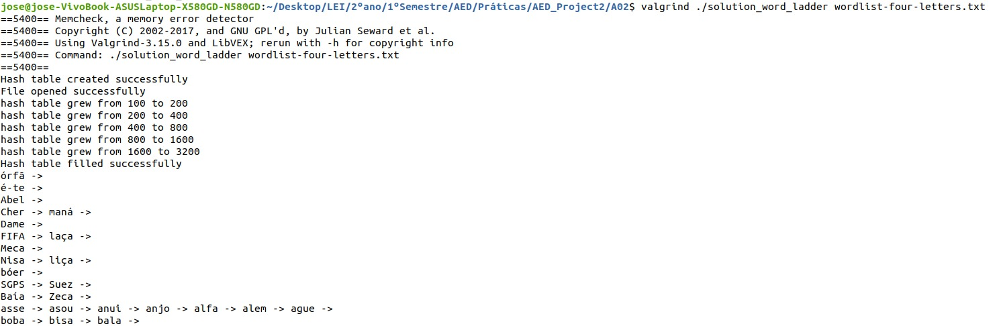 jose@jose-VivoBook-ASUSLaptop-X580GD-N580GD:~/Desktop/LEI/2ºano/1ºSemestre/AED/Práticas/AED_Project2/A02$ valgrind ./solution_word_ladder wordlist-four-letters.txt
==5400== Memcheck, a memory error detector
==5400== Copyright (C) 2002-2017, and GNU GPL'd, by Julian Seward et al.
==5400== Using Valgrind-3.15.0 and LibVEX; rerun with -h for copyright info
==5400== Command: ./solution_word_ladder wordlist-four-letters.txt
==5400==
Hash table created successfully
File opened successfully
hash table grew from 100 to 200
hash table grew from 200 to 400
hash table grew from 400 to 800
hash table grew from 800 to 1600
hash table grew from 1600 to 3200
Hash table filled successfully
órfã ->
é-te ->
Abel ->
Cher -> maná ->
Dame ->
FIFA -> laça ->
Meca ->
Nisa -> liça ->
bóer ->
SGPS -> Suez ->
Baía -> Zeca ->
asse -> asou -> anui -> anjo -> alfa -> alem -> ague ->
boba -> bisa -> bala ->